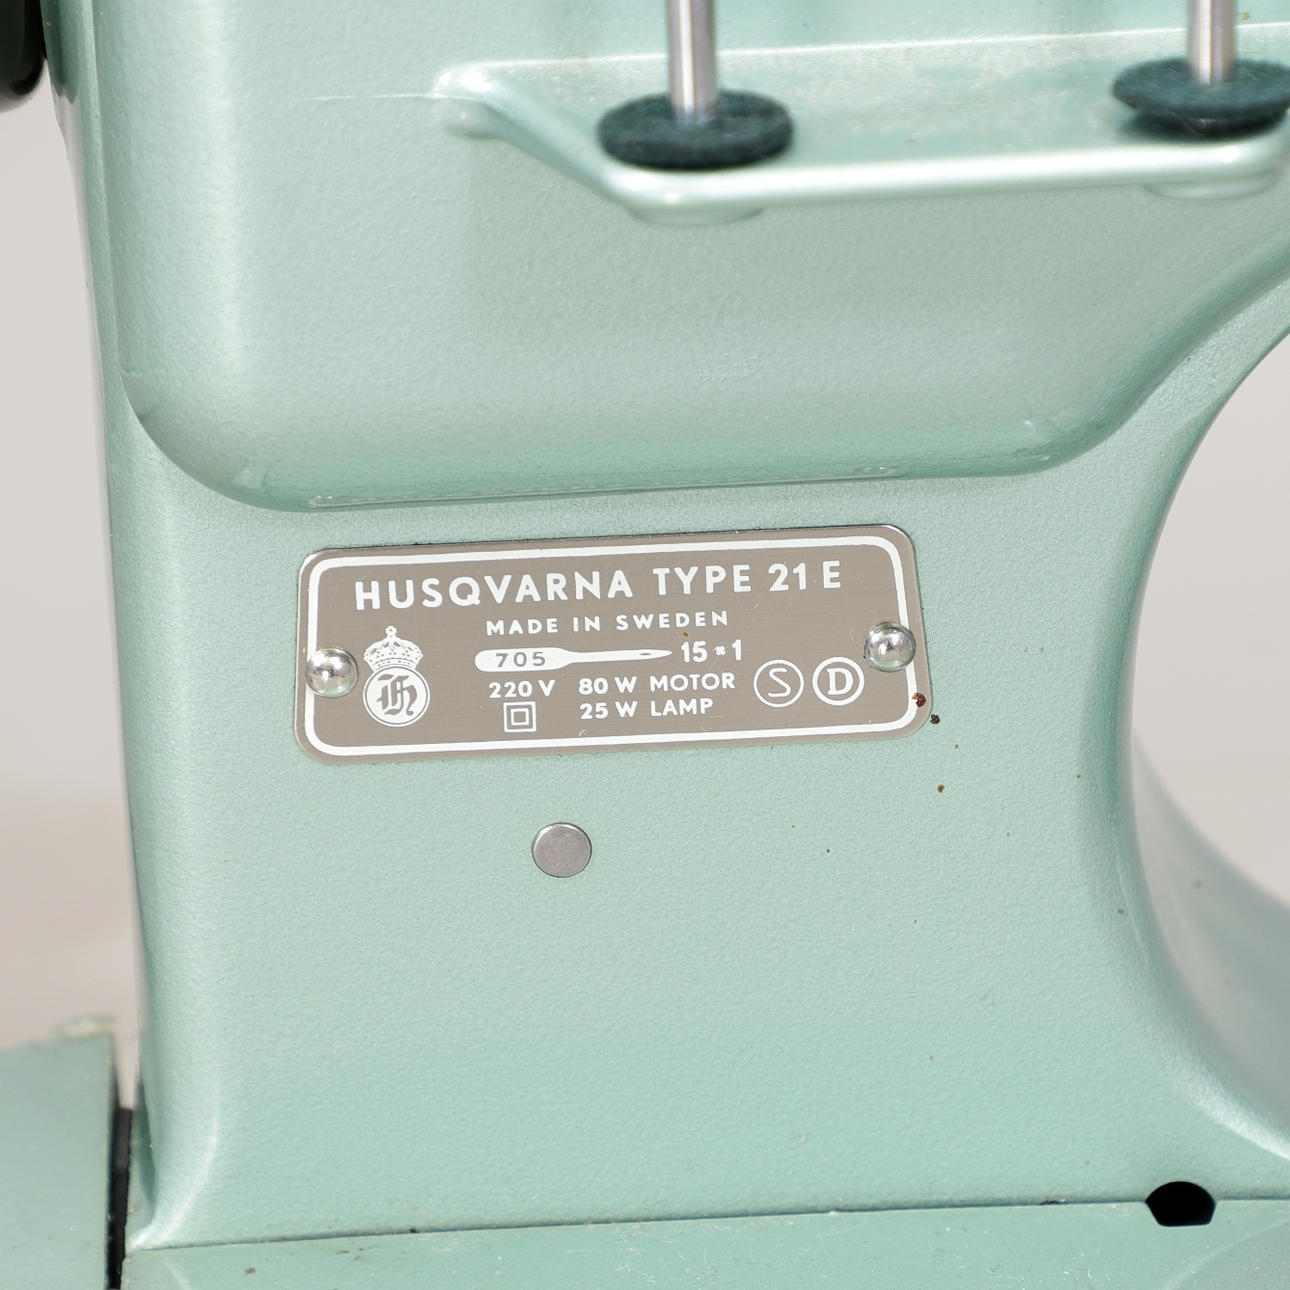 HUSQVARNA TYPE 21 E
MADE IN SWEDEN
705 15×1
220 V 80 W MOTOR
25 W LAMP
H
S D